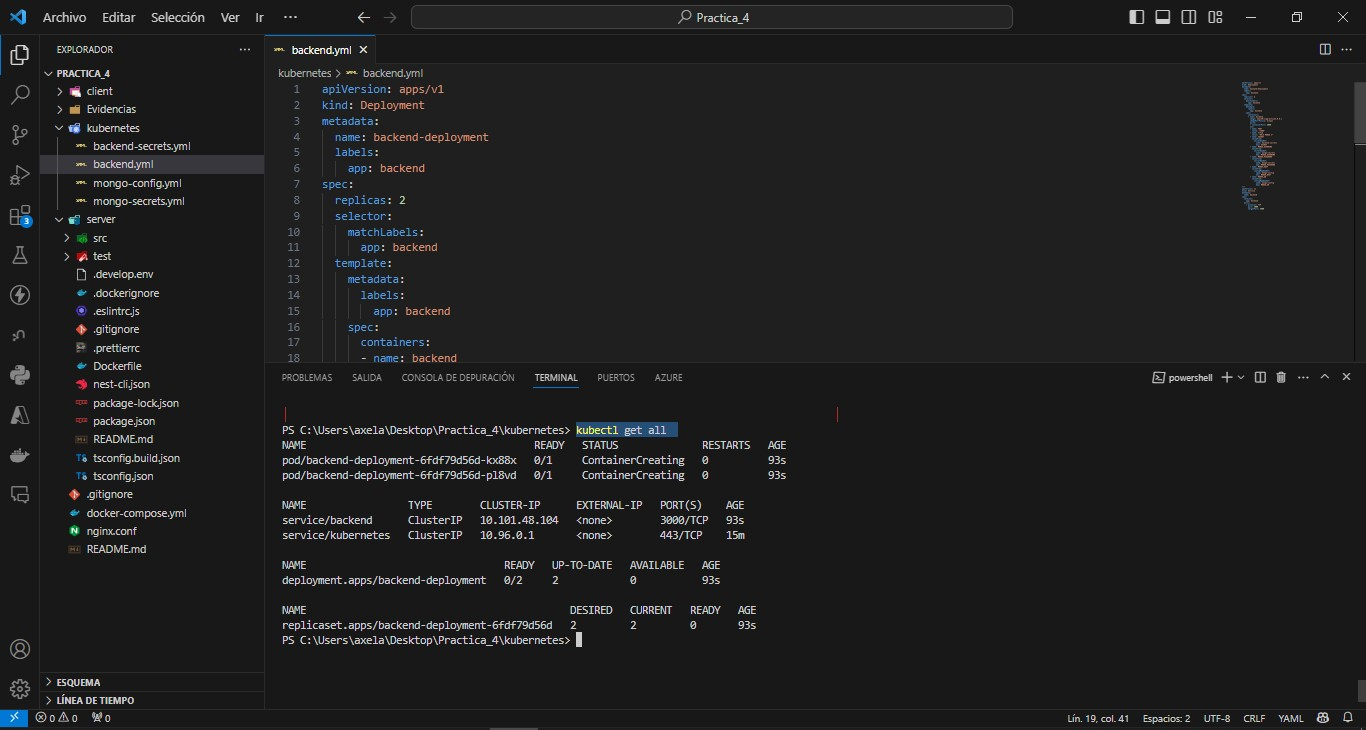 Archivo Editar Selección Ver Ir ··· Practica_4
EXPLORADOR ···
PRACTICA_4
client
Evidencias
kubernetes
backend-secrets.yml
backend.yml
mongo-config.yml
mongo-secrets.yml
server
src
test
.develop.env
.dockerignore
.eslintrc.js
.gitignore
.prettierrc
Dockerfile
nest-cli.json
package-lock.json
package.json
README.md
tsconfig.build.json
tsconfig.json
.gitignore
docker-compose.yml
nginx.conf
README.md
ESQUEMA
LÍNEA DE TIEMPO
3
backend.yml
kubernetes > backend.yml
1 apiVersion: apps/v1
2 kind: Deployment
3 metadata:
4 name: backend-deployment
5 labels:
6 app: backend
7 spec:
8 replicas: 2
9 selector:
10 matchLabels:
11 app: backend
12 template:
13 metadata:
14 labels:
15 app: backend
16 spec:
17 containers:
18 - name: backend
PROBLEMAS SALIDA CONSOLA DE DEPURACIÓN TERMINAL PUERTOS AZURE powershell
PS C:\Users\axela\Desktop\Practica_4\kubernetes> kubectl get all
NAME READY STATUS RESTARTS AGE
pod/backend-deployment-6fdf79d56d-kx88x 0/1 ContainerCreating 0 93s
pod/backend-deployment-6fdf79d56d-pl8vd 0/1 ContainerCreating 0 93s
NAME TYPE CLUSTER-IP EXTERNAL-IP PORT(S) AGE
service/backend ClusterIP 10.101.48.104 <none> 3000/TCP 93s
service/kubernetes ClusterIP 10.96.0.1 <none> 443/TCP 15m
NAME READY UP-TO-DATE AVAILABLE AGE
deployment.apps/backend-deployment 0/2 2 0 93s
NAME DESIRED CURRENT READY AGE
replicaset.apps/backend-deployment-6fdf79d56d 2 2 0 93s
PS C:\Users\axela\Desktop\Practica_4\kubernetes>
0 0 0 Lín. 19, col. 41 Espacios: 2 UTF-8 CRLF YAML